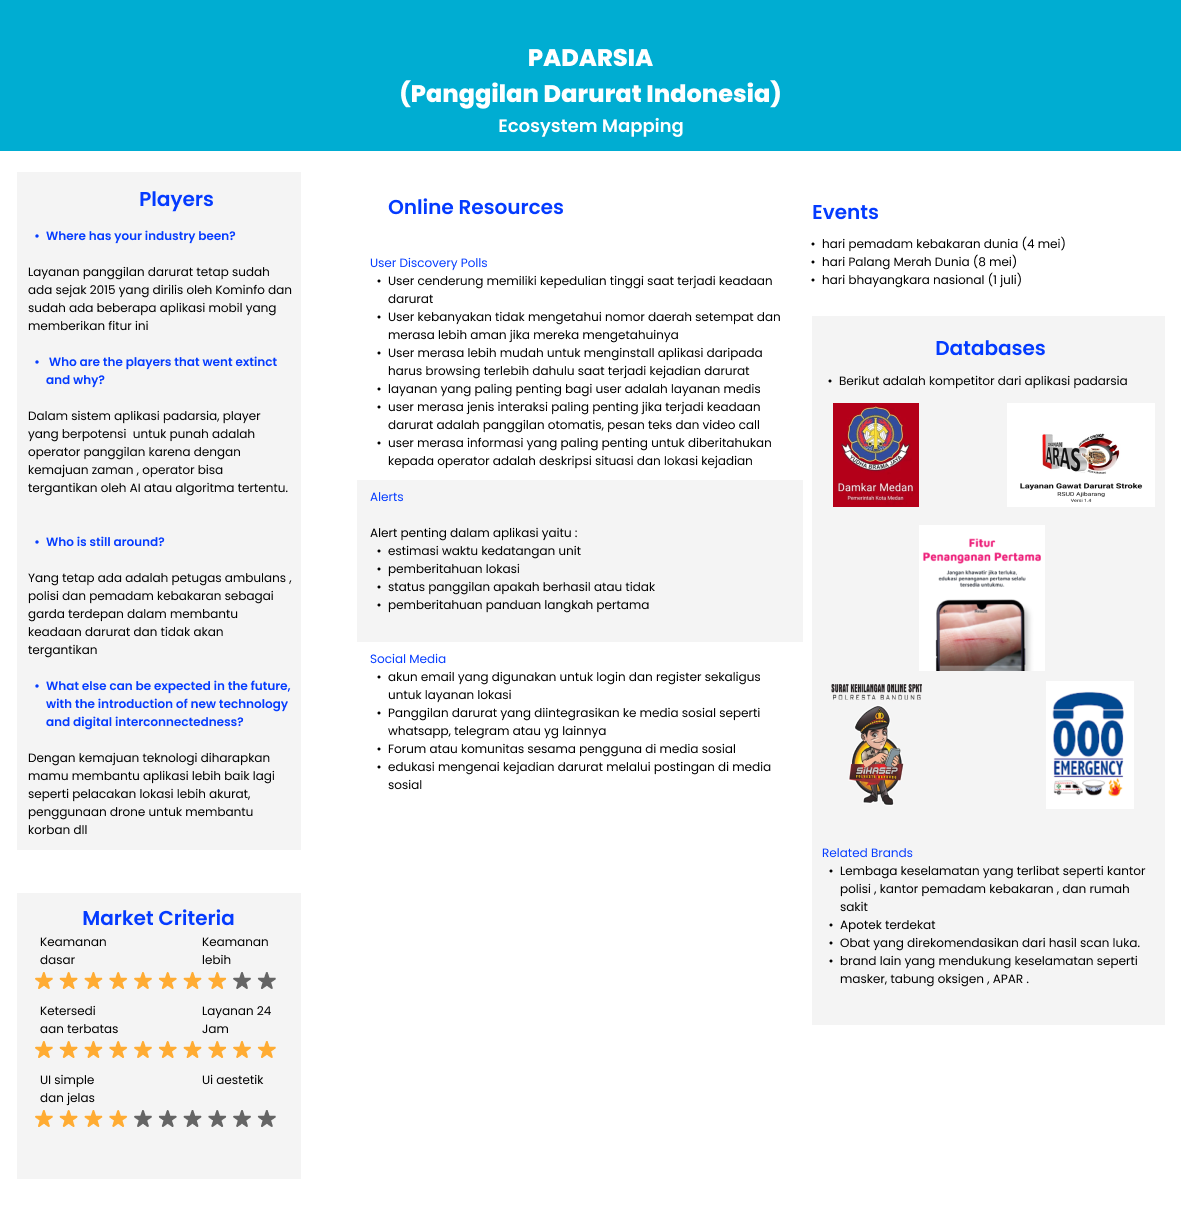 PADARSIA
(Panggilan Darurat Indonesia)
Ecosystem Mapping
Players
• Where has your industry been?
Layanan panggilan darurat tetap sudah
ada sejak 2015 yang dirilis oleh Kominfo dan
sudah ada beberapa aplikasi mobil yang
memberikan fitur ini
• Who are the players that went extinct
and why?
Dalam sistem aplikasi padarsia, player
yang berpotensi untuk punah adalah
operator panggilan karena dengan
kemajuan zaman , operator bisa
tergantikan oleh AI atau algoritma tertentu.
• Who is still around?
Yang tetap ada adalah petugas ambulans ,
polisi dan pemadam kebakaran sebagai
garda terdepan dalam membantu
keadaan darurat dan tidak akan
tergantikan
• What else can be expected in the future,
with the introduction of new technology
and digital interconnectedness?
Dengan kemajuan teknologi diharapkan
mamu membantu aplikasi lebih baik lagi
seperti pelacakan lokasi lebih akurat,
penggunaan drone untuk membantu
korban dll
Market Criteria
Keamanan
dasar
Keamanan
lebih
Ketersedi
aan terbatas
Layanan 24
Jam
UI simple
dan jelas
Ui aestetik
Online Resources
User Discovery Polls
• User cenderung memiliki kepedulian tinggi saat terjadi keadaan
darurat
• User kebanyakan tidak mengetahui nomor daerah setempat dan
merasa lebih aman jika mereka mengetahuinya
• User merasa lebih mudah untuk menginstall aplikasi daripada
harus browsing terlebih dahulu saat terjadi kejadian darurat
• layanan yang paling penting bagi user adalah layanan medis
• user merasa jenis interaksi paling penting jika terjadi keadaan
darurat adalah panggilan otomatis, pesan teks dan video call
• user merasa informasi yang paling penting untuk diberitahukan
kepada operator adalah deskripsi situasi dan lokasi kejadian
Alerts
Alert penting dalam aplikasi yaitu :
• estimasi waktu kedatangan unit
• pemberitahuan lokasi
• status panggilan apakah berhasil atau tidak
• pemberitahuan panduan langkah pertama
Social Media
• akun email yang digunakan untuk login dan register sekaligus
untuk layanan lokasi
• Panggilan darurat yang diintegrasikan ke media sosial seperti
whatsapp, telegram atau yg lainnya
• Forum atau komunitas sesama pengguna di media sosial
• edukasi mengenai kejadian darurat melalui postingan di media
sosial
Events
• hari pemadam kebakaran dunia (4 mei)
• hari Palang Merah Dunia (8 mei)
• hari bhayangkara nasional (1 juli)
Databases
• Berikut adalah kompetitor dari aplikasi padarsia
YUDHA BRAMA JAYA
Damkar Medan
Pemerintah Kota Medan
ARAS
Layanan Gawat Darurat Stroke
RSUD Ajibarang
Versi 1.4
Fitur
Penanganan Pertama
Jangan khawatir jika terluka,
edukasi penanganan pertama selalu
tersedia untukmu.
SURAT KEHILANGAN ONLINE SPKT
POLRESTA BANDUNG
SIHASEP
000
EMERGENCY
Related Brands
• Lembaga keselamatan yang terlibat seperti kantor
polisi , kantor pemadam kebakaran , dan rumah
sakit
• Apotek terdekat
• Obat yang direkomendasikan dari hasil scan luka.
• brand lain yang mendukung keselamatan seperti
masker, tabung oksigen , APAR .